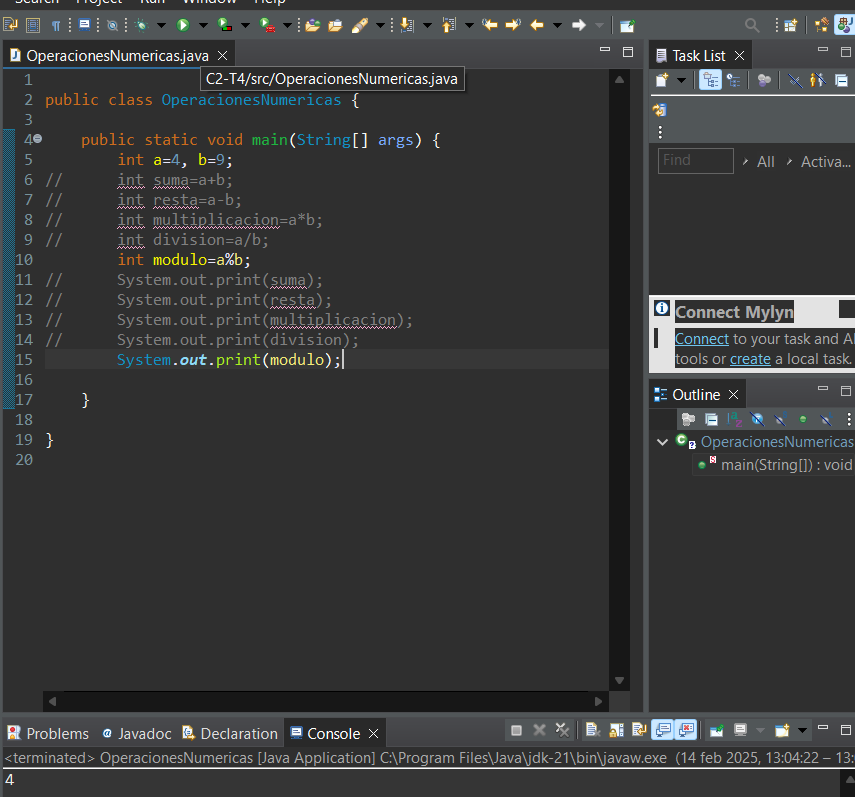 Search Project Run Window Help
OperacionesNumericas.java
C2-T4/src/OperacionesNumericas.java
1
2 public class OperacionesNumericas {
3
4 public static void main(String[] args) {
5 int a=4, b=9;
6 // int suma=a+b;
7 // int resta=a-b;
8 // int multiplicacion=a*b;
9 // int division=a/b;
10 int modulo=a%b;
11 // System.out.print(suma);
12 // System.out.print(resta);
13 // System.out.print(multiplicacion);
14 // System.out.print(division);
15 System.out.print(modulo);
16
17 }
18
19 }
20
Task List
Find All Activa...
Connect Mylyn
Connect to your task and Al
tools or create a local task.
Outline
OperacionesNumericas
main(String[]) : void
Problems Javadoc Declaration Console
<terminated> OperacionesNumericas [Java Application] C:\Program Files\Java\jdk-21\bin\javaw.exe (14 feb 2025, 13:04:22 – 13:
4